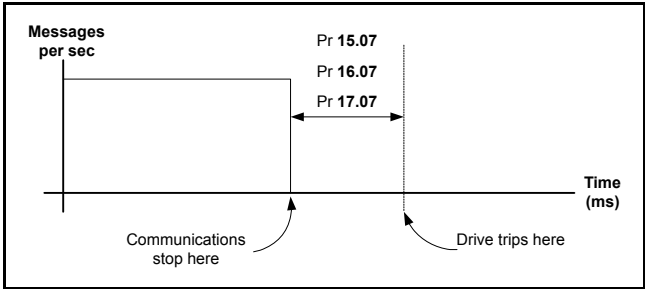 Messages
per sec
Pr 15.07
Pr 16.07
Pr 17.07
Time
(ms)
Communications
stop here
Drive trips here